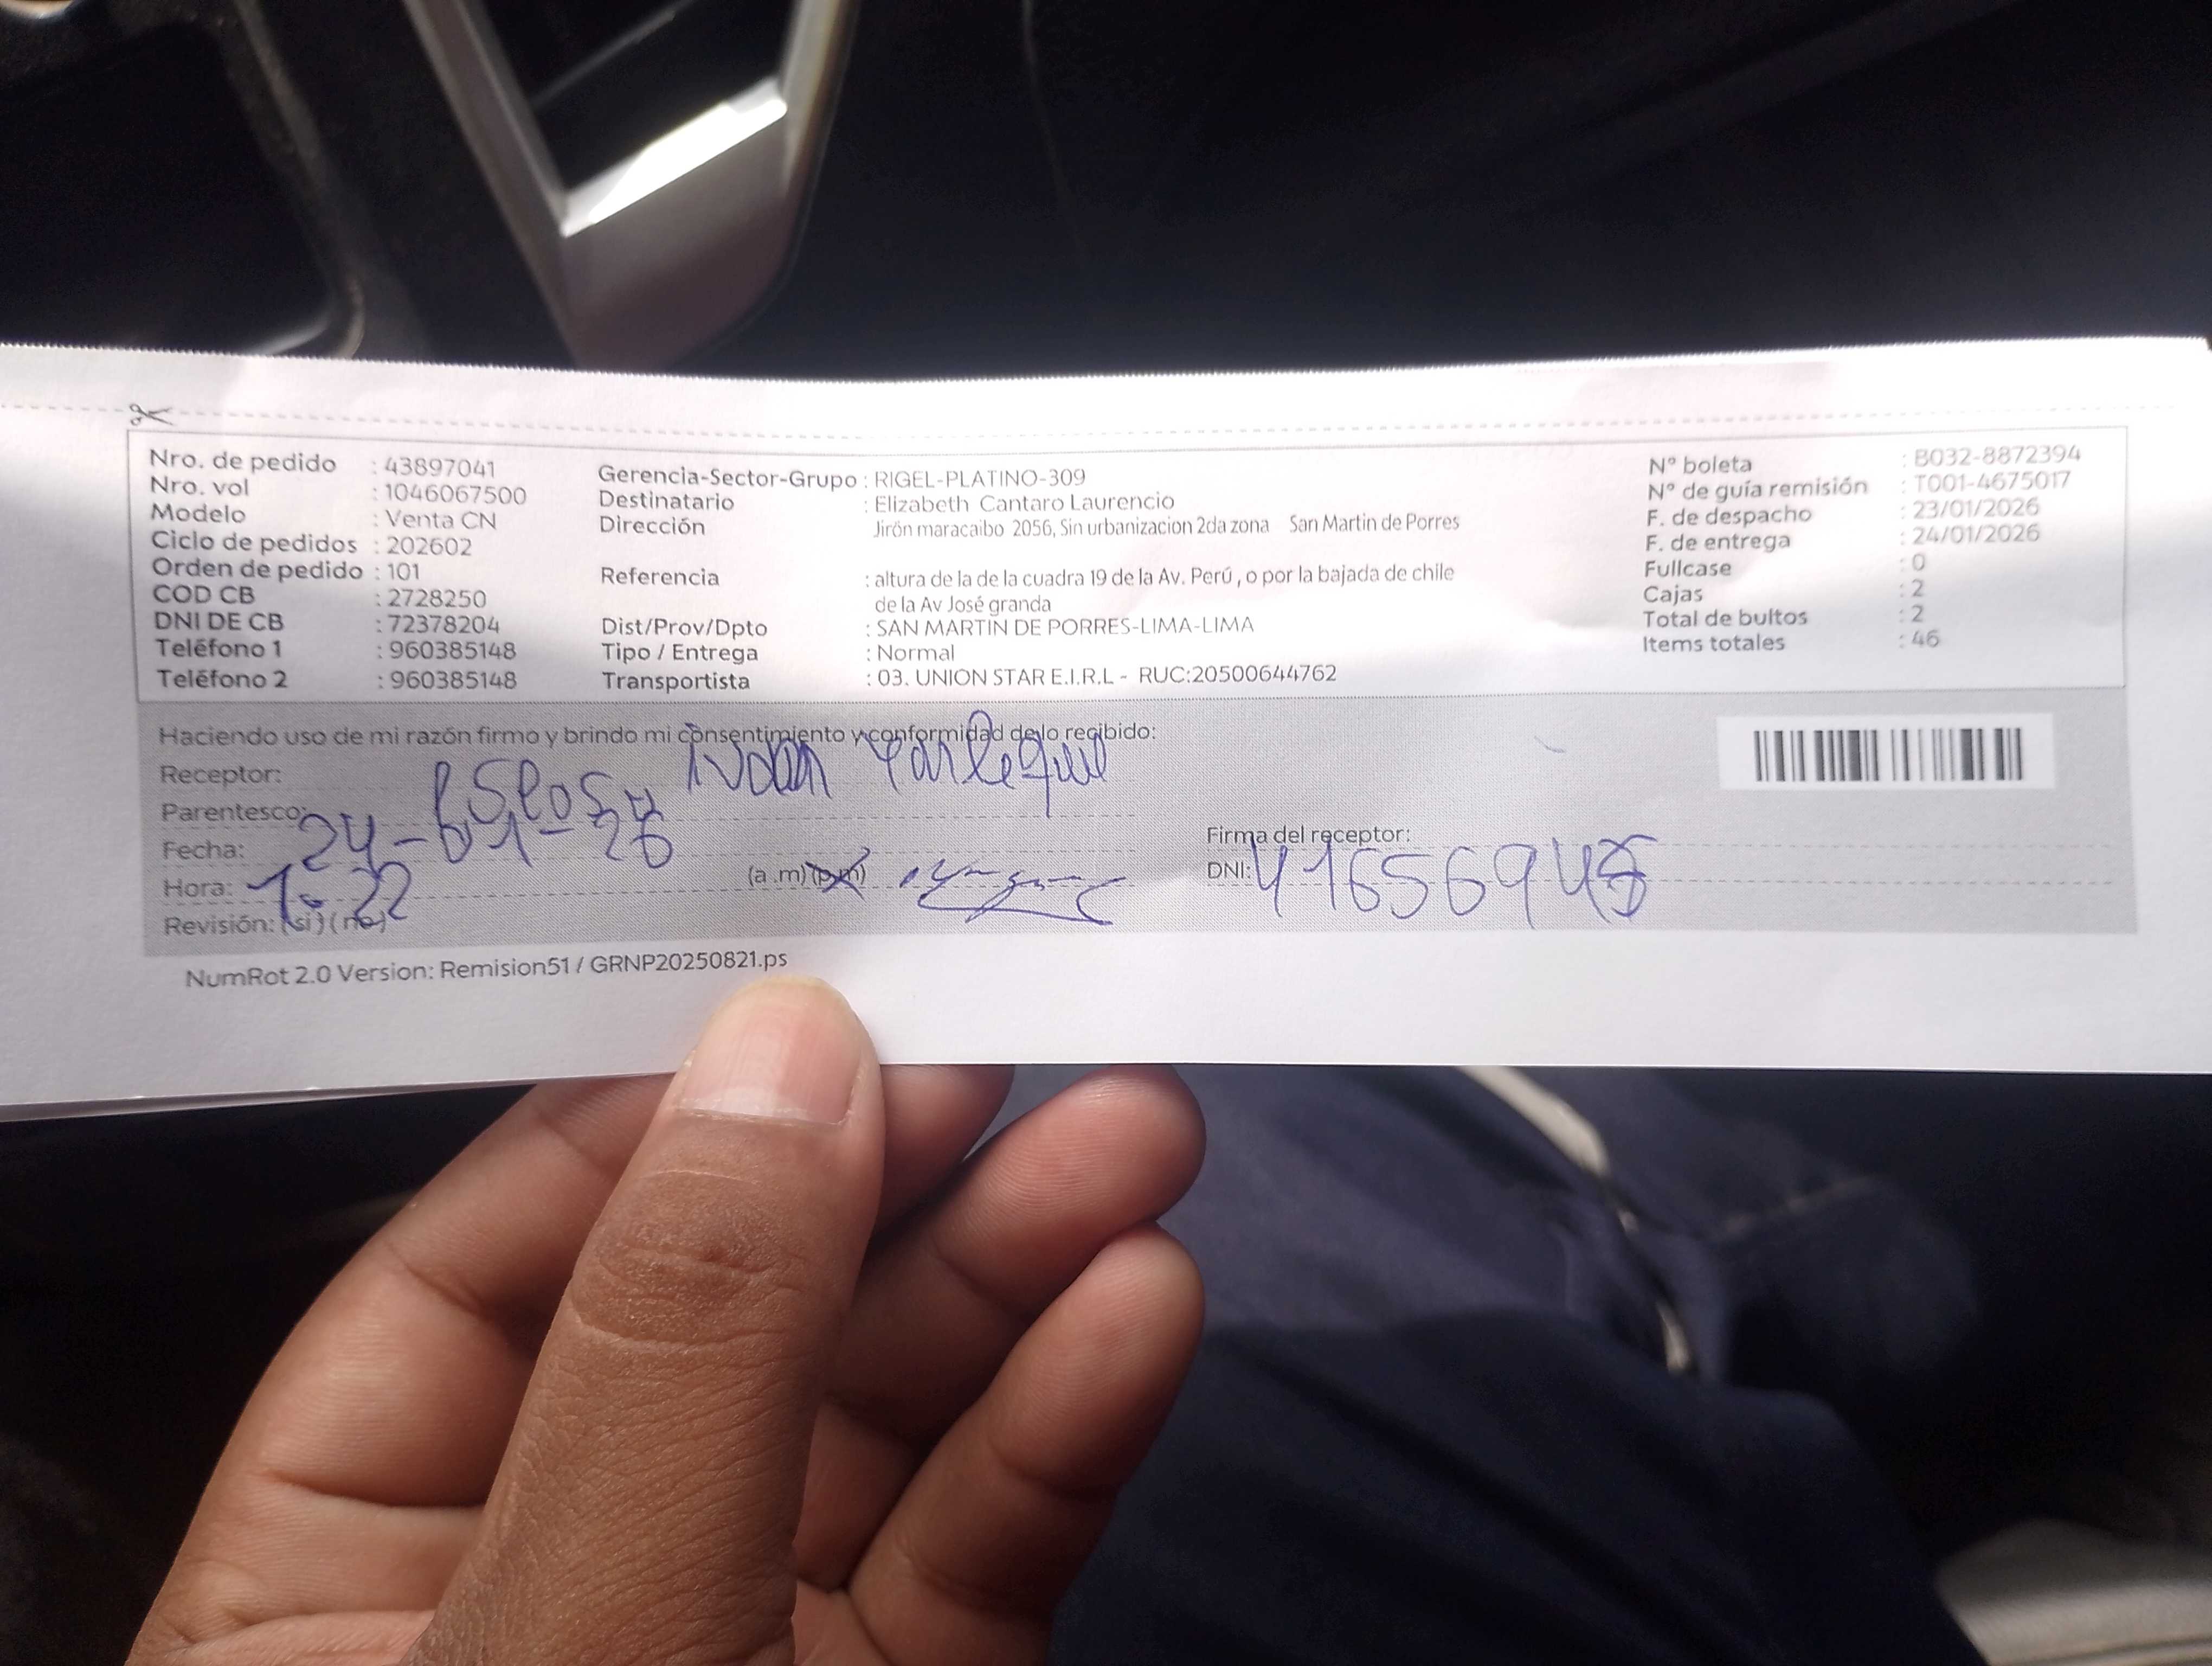 Nro. de pedido : 43897041
Nro. vol : 1046067500
Modelo : Venta CN
Ciclo de pedidos : 202602
Orden de pedido : 101
COD CB : 2728250
DNI DE CB : 72378204
Teléfono 1 : 960385148
Teléfono 2 : 960385148
Gerencia-Sector-Grupo : RIGEL-PLATINO-309
Destinatario : Elizabeth Cantaro Laurencio
Dirección Jirón maracaibo 2056, Sin urbanizacion 2da zona San Martin de Porres
Referencia : altura de la de la cuadra 19 de la Av. Perú , o por la bajada de chile
de la Av José granda
Dist/Prov/Dpto : SAN MARTIN DE PORRES-LIMA-LIMA
Tipo / Entrega : Normal
Transportista : 03. UNION STAR E.I.R.L - RUC:20500644762
N° boleta : B032-8872394
N° de guía remisión : T001-4675017
F. de despacho : 23/01/2026
F. de entrega : 24/01/2026
Fullcase : 0
Cajas : 2
Total de bultos : 2
Items totales : 46
Haciendo uso de mi razón firmo y brindo mi consentimiento y conformidad de lo recibido:
Receptor: Yarleque
Parentesco: esposo
Fecha: 24-01-26
Hora: 1:22 (a .m) (p.m)
Revisión: (si) (no)
Firma del receptor:
DNI: 4165694
NumRot 2.0 Version: Remision51 / GRNP20250821.ps